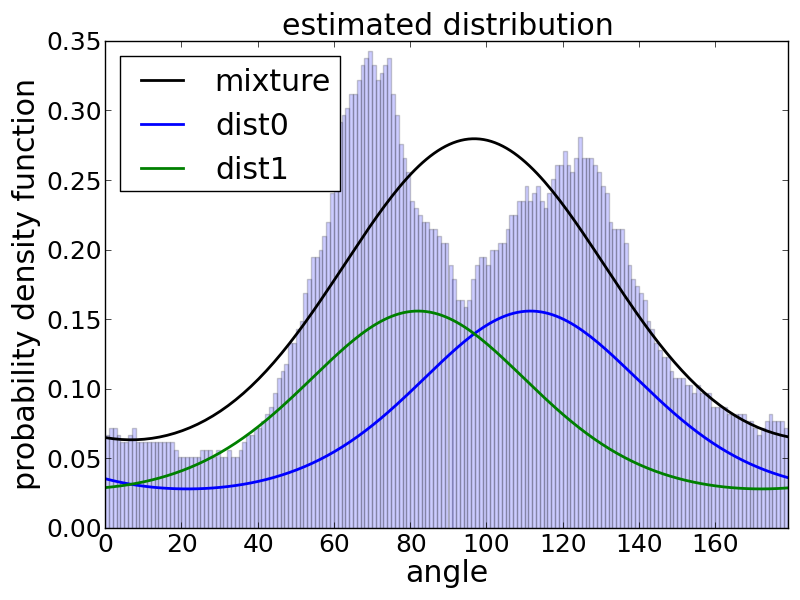 estimated distribution
probability density function
0.35
0.30
0.25
0.20
0.15
0.10
0.05
0.00
mixture
dist0
dist1
0 20 40 60 80 100 120 140 160
angle